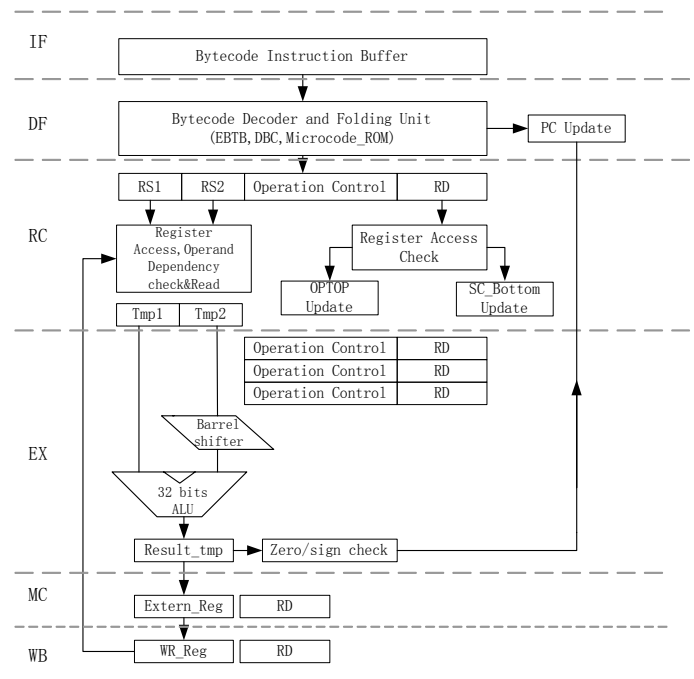 IF
Bytecode Instruction Buffer
DF
Bytecode Decoder and Folding Unit
(EBTB,DBC,Microcode_ROM)
PC Update
RS1 RS2 Operation Control RD
RC
Register
Access,Operand
Dependency
check&Read
Register Access
Check
OPTOP
Update
SC_Bottom
Update
Tmp1 Tmp2
Operation Control RD
Operation Control RD
Operation Control RD
EX
Barrel
shifter
32 bits
ALU
Result_tmp
Zero/sign check
MC
Extern_Reg RD
WB
WR_Reg RD